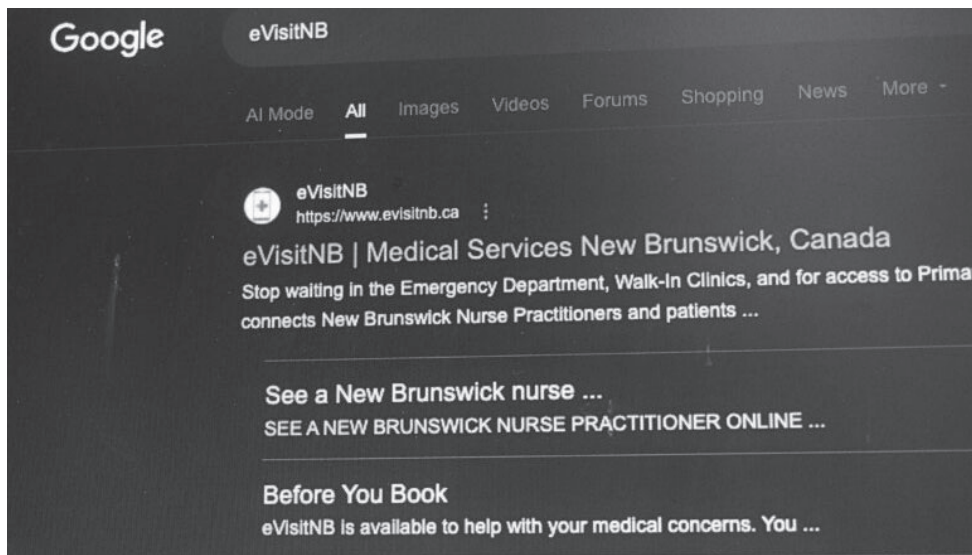 Google
eVisitNB
AI Mode All Images Videos Forums Shopping News More
eVisitNB
https://www.evisitnb.ca
eVisitNB | Medical Services New Brunswick, Canada
Stop waiting in the Emergency Department, Walk-In Clinics, and for access to Prima
connects New Brunswick Nurse Practitioners and patients ...
See a New Brunswick nurse ...
SEE A NEW BRUNSWICK NURSE PRACTITIONER ONLINE ...
Before You Book
eVisitNB is available to help with your medical concerns. You ...